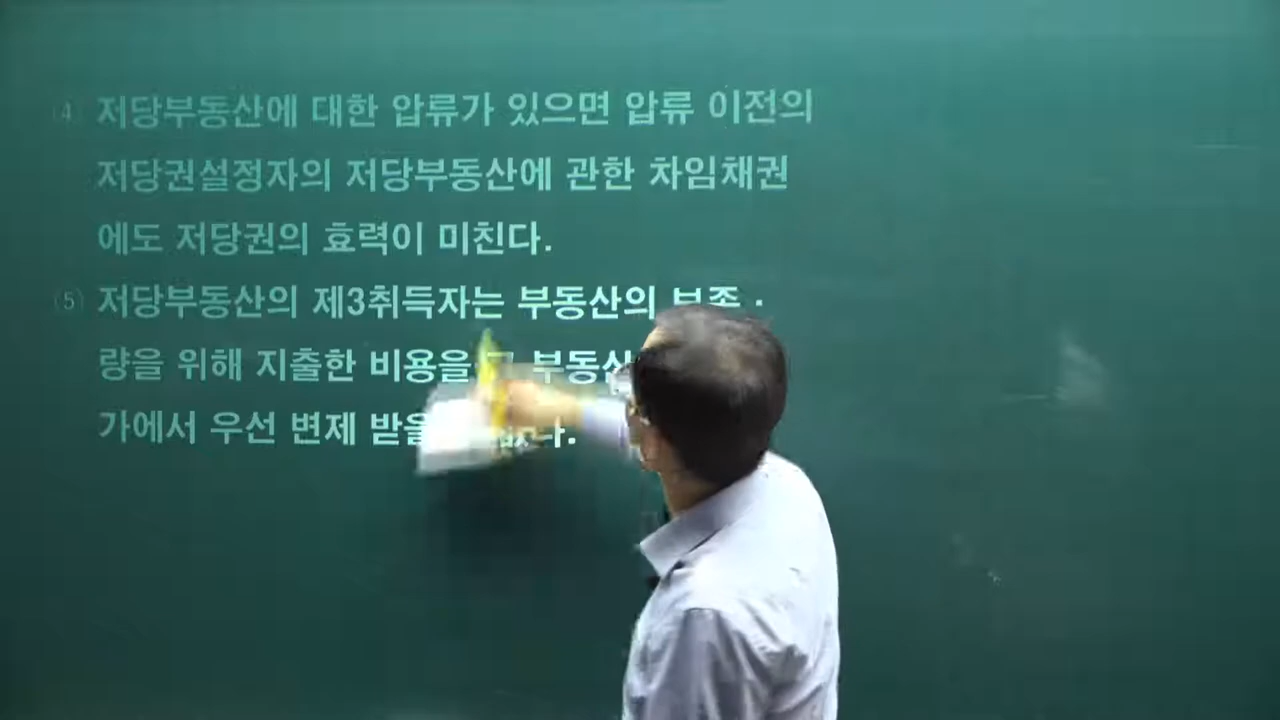 (4) 저당부동산에 대한 압류가 있으면 압류 이전의
저당권설정자의 저당부동산에 관한 차임채권
에도 저당권의 효력이 미친다.
(5) 저당부동산의 제3취득자는 부동산의 보존 ·
량을 위해 지출한 비용을
가에서 우선 변제 받을